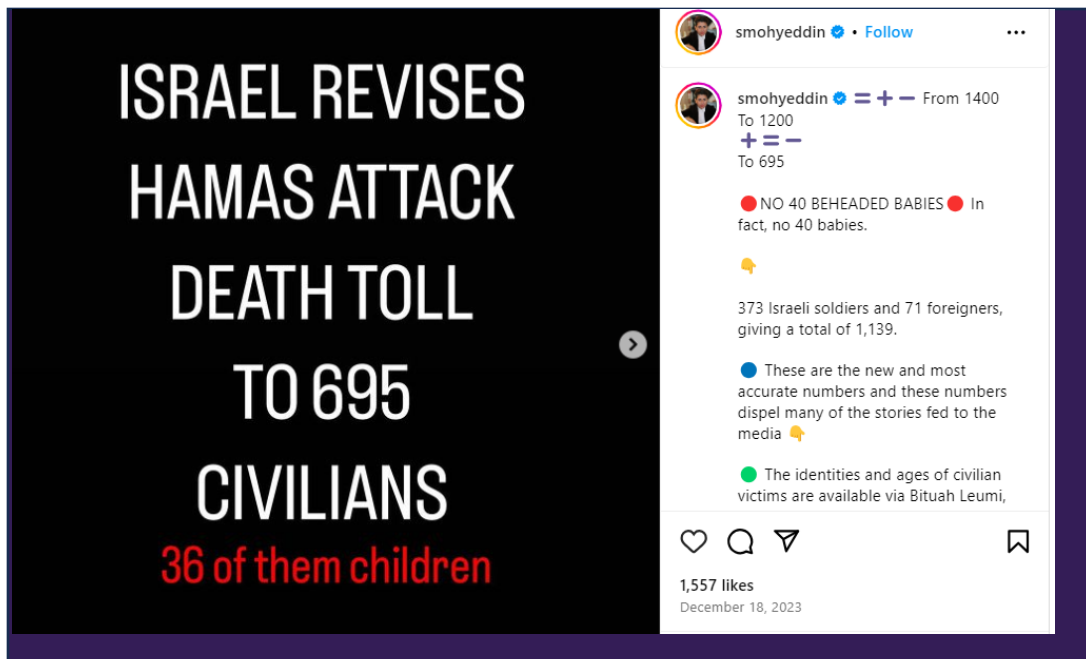 ISRAEL REVISES
HAMAS ATTACK
DEATH TOLL
TO 695
CIVILIANS
36 of them children
smohyeddin • Follow
smohyeddin From 1400
To 1200
To 695
🔴NO 40 BEHEADED BABIES🔴 In
fact, no 40 babies.
👇
373 Israeli soldiers and 71 foreigners,
giving a total of 1,139.
🔵 These are the new and most
accurate numbers and these numbers
dispel many of the stories fed to the
media 👇
🟢 The identities and ages of civilian
victims are available via Bituah Leumi,
1,557 likes
December 18, 2023